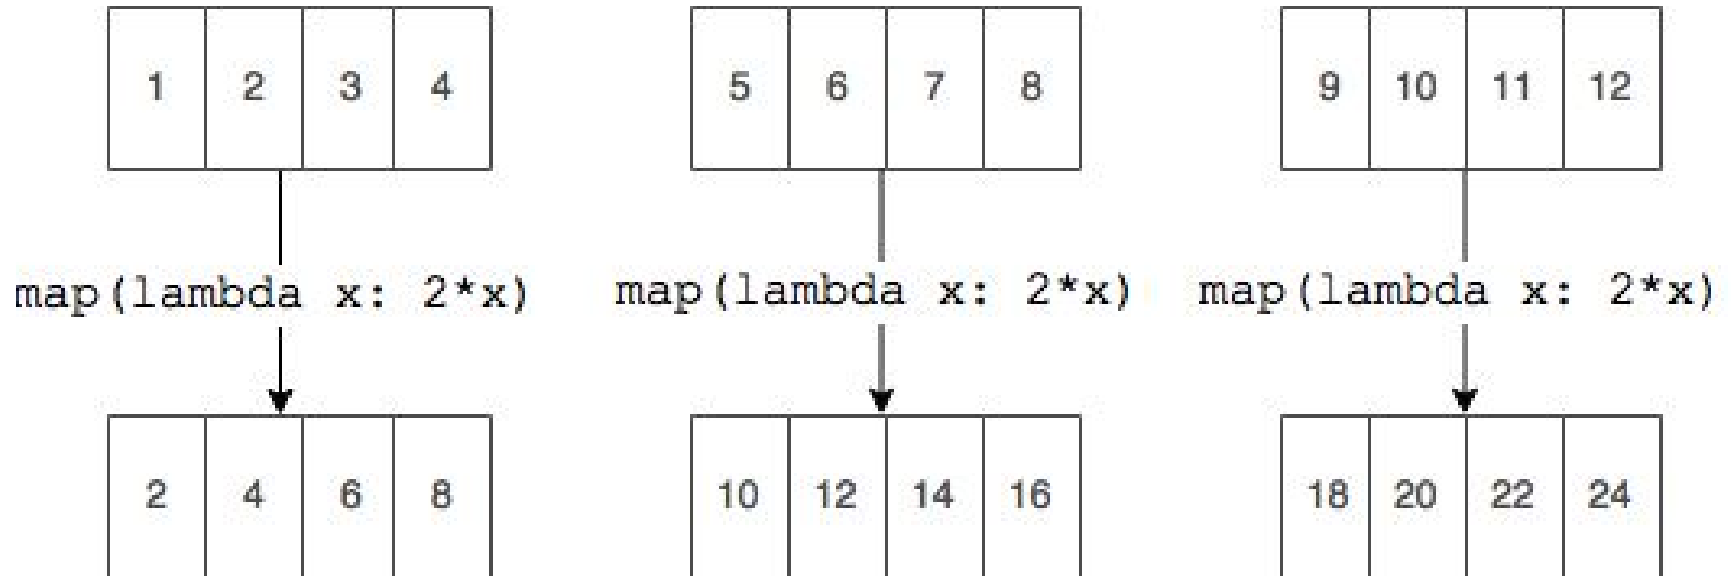 1 2 3 4 5 6 7 8 9 10 11 12
map(lambda x: 2*x) map(lambda x: 2*x) map(lambda x: 2*x)
2 4 6 8 10 12 14 16 18 20 22 24